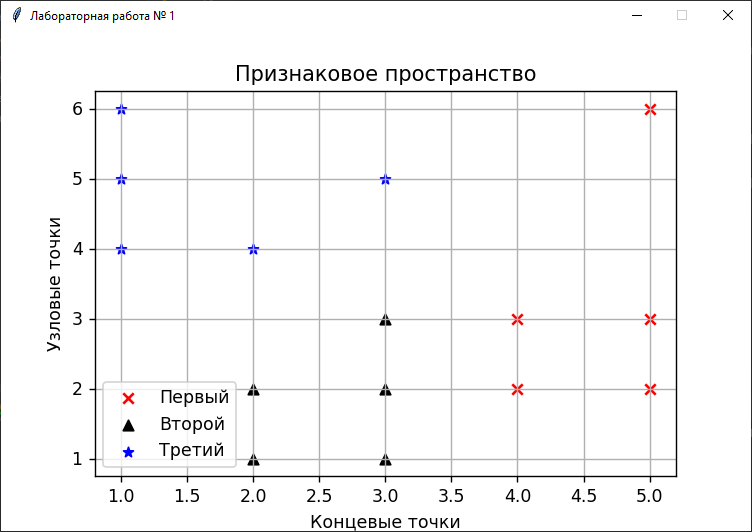 Лабораторная работа № 1
Признаковое пространство
Узловые точки
6
5
4
3
2
1
Первый
Второй
Третий
1.0 1.5 2.0 2.5 3.0 3.5 4.0 4.5 5.0
Концевые точки